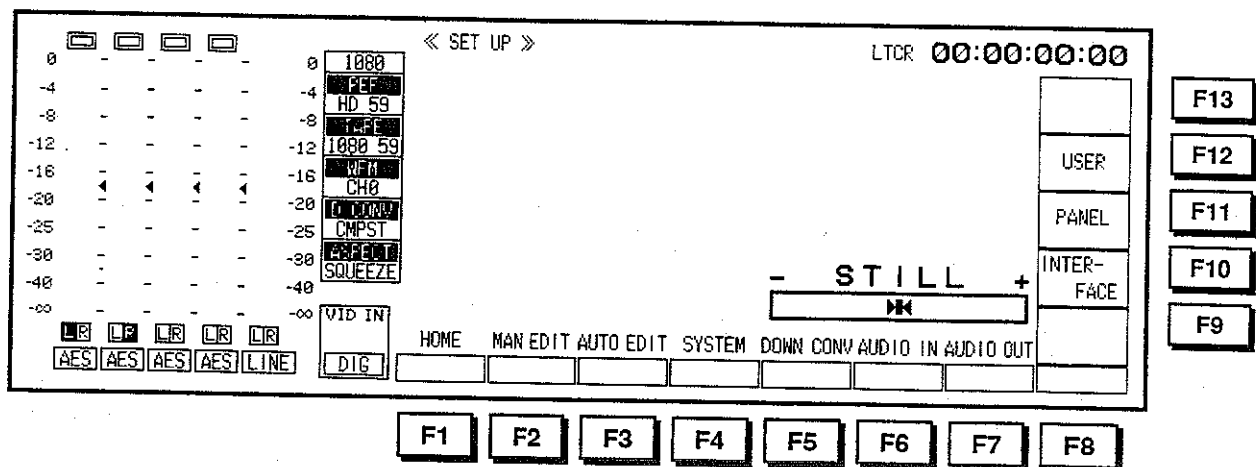 ≪ SET UP ≫
LTCR 00:00:00:00
0 - - - - 0
-4 - - - - -4
-8 - - - - -8
-12 - - - - -12
-16 - - - - -16
-20 - - - - -20
-25 - - - - -25
-30 - - - - -30
-40 - - - - -40
-∞ - - - - -∞
LR LR LR LR LR
AES AES AES AES LINE
1080
REF
HD 59
TAPE
1080 59
WFM
CH0
D CONV
CMPST
ASPECT
SQUEEZE
VID IN
DIG
- STILL +
USER
PANEL
INTER-
FACE
HOME MAN EDIT AUTO EDIT SYSTEM DOWN CONV AUDIO IN AUDIO OUT
F13
F12
F11
F10
F9
F1 F2 F3 F4 F5 F6 F7 F8